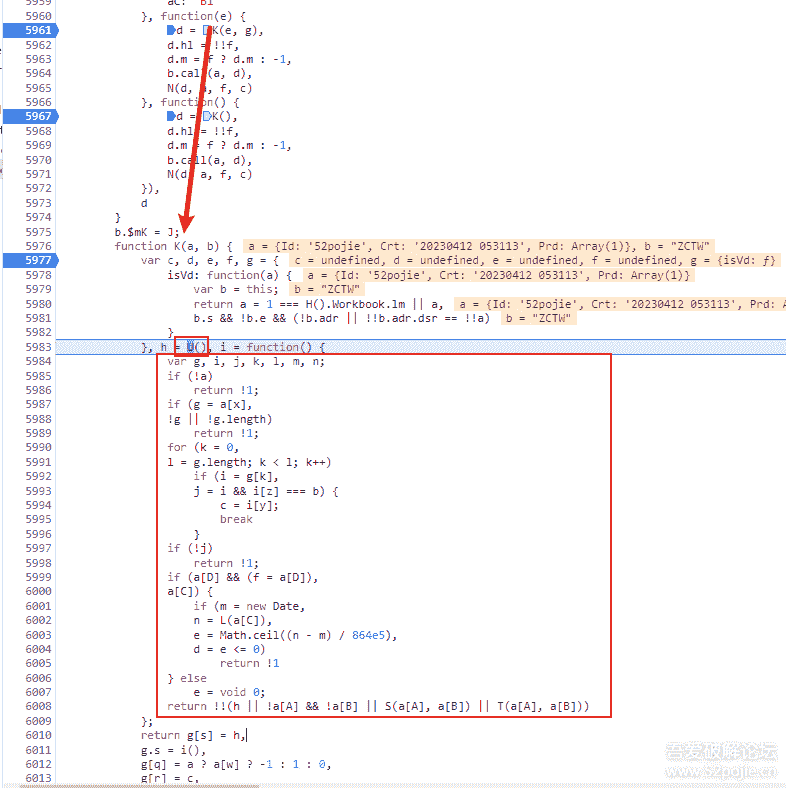 5959 ac: "B1"
5960 }, function(e) {
5961 d = K(e, g),
5962 d.hl = !!f,
5963 d.m = f ? d.m : -1,
5964 b.call(a, d),
5965 N(d, a, f, c)
5966 }, function() {
5967 d = K(),
5968 d.hl = !!f,
5969 d.m = f ? d.m : -1,
5970 b.call(a, d),
5971 N(d, a, f, c)
5972 }),
5973 d
5974 }
5975 b.$mK = J;
5976 function K(a, b) { a = {Id: '52pojie', Crt: '20230412 053113', Prd: Array(1)}, b = "ZCTW"
5977 var c, d, e, f, g = { c = undefined, d = undefined, e = undefined, f = undefined, g = {isVd: ƒ}
5978 isVd: function(a) { a = {Id: '52pojie', Crt: '20230412 053113', Prd: Array(1)}
5979 var b = this; b = "ZCTW"
5980 return a = 1 === H().Workbook.lm || a, a = {Id: '52pojie', Crt: '20230412 053113', Prd: A
5981 b.s && !b.e && (!b.adr || !!b.adr.dsr == !!a) b = "ZCTW"
5982 }
5983 }, h = U(), i = function() {
5984 var g, i, j, k, l, m, n;
5985 if (!a)
5986 return !1;
5987 if (g = a[x],
5988 !g || !g.length)
5989 return !1;
5990 for (k = 0,
5991 l = g.length; k < l; k++)
5992 if (i = g[k],
5993 j = i && i[z] === b) {
5994 c = i[y];
5995 break
5996 }
5997 if (!j)
5998 return !1;
5999 if (a[D] && (f = a[D]),
6000 a[C]) {
6001 if (m = new Date,
6002 n = L(a[C]),
6003 e = Math.ceil((n - m) / 864e5),
6004 d = e <= 0)
6005 return !1
6006 } else
6007 e = void 0;
6008 return !!(h || !a[A] && !a[B] || S(a[A], a[B]) || T(a[A], a[B]))
6009 };
6010 return g[s] = h,
6011 g.s = i(),
6012 g[q] = a ? a[w] ? -1 : 1 : 0,
6013 g[r] = c,
吾爱破解论坛
www.52pojie.cn